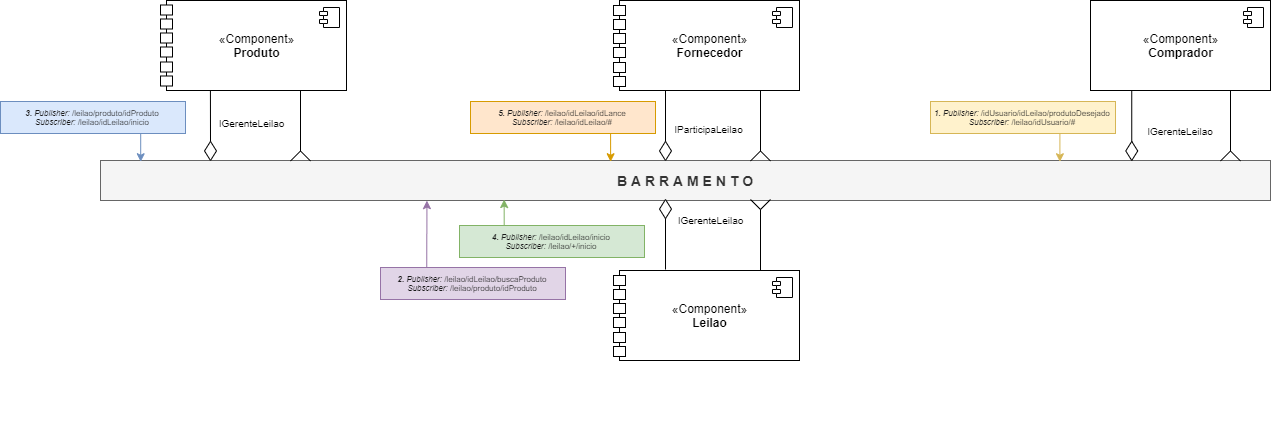 «Component»
Produto
«Component»
Fornecedor
«Component»
Comprador
3. Publisher: /leilao/produto/idProduto
Subscriber: /leilao/idLeilao/inicio
IGerenteLeilao
5. Publisher: /leilao/idLeilao/idLance
Subscriber: /leilao/idLeilao/#
IParticipaLeilao
1. Publisher: /idUsuario/idLeilao/produtoDesejado
Subscriber: /leilao/idUsuario/#
IGerenteLeilao
BARRAMENTO
IGerenteLeilao
4. Publisher: /leilao/idLeilao/inicio
Subscriber: /leilao/+/inicio
2. Publisher: /leilao/idLeilao/buscaProduto
Subscriber: /leilao/produto/idProduto
«Component»
Leilao